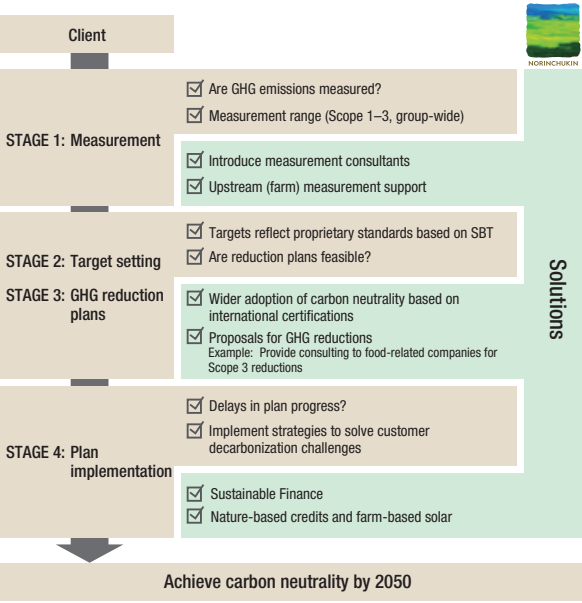 Client
NORINCHUKIN
STAGE 1: Measurement
Are GHG emissions measured?
Measurement range (Scope 1–3, group-wide)
Introduce measurement consultants
Upstream (farm) measurement support
STAGE 2: Target setting
STAGE 3: GHG reduction
plans
Targets reflect proprietary standards based on SBT
Are reduction plans feasible?
Wider adoption of carbon neutrality based on
international certifications
Proposals for GHG reductions
Example: Provide consulting to food-related companies for
Scope 3 reductions
STAGE 4: Plan
implementation
Delays in plan progress?
Implement strategies to solve customer
decarbonization challenges
Sustainable Finance
Nature-based credits and farm-based solar
Solutions
Achieve carbon neutrality by 2050